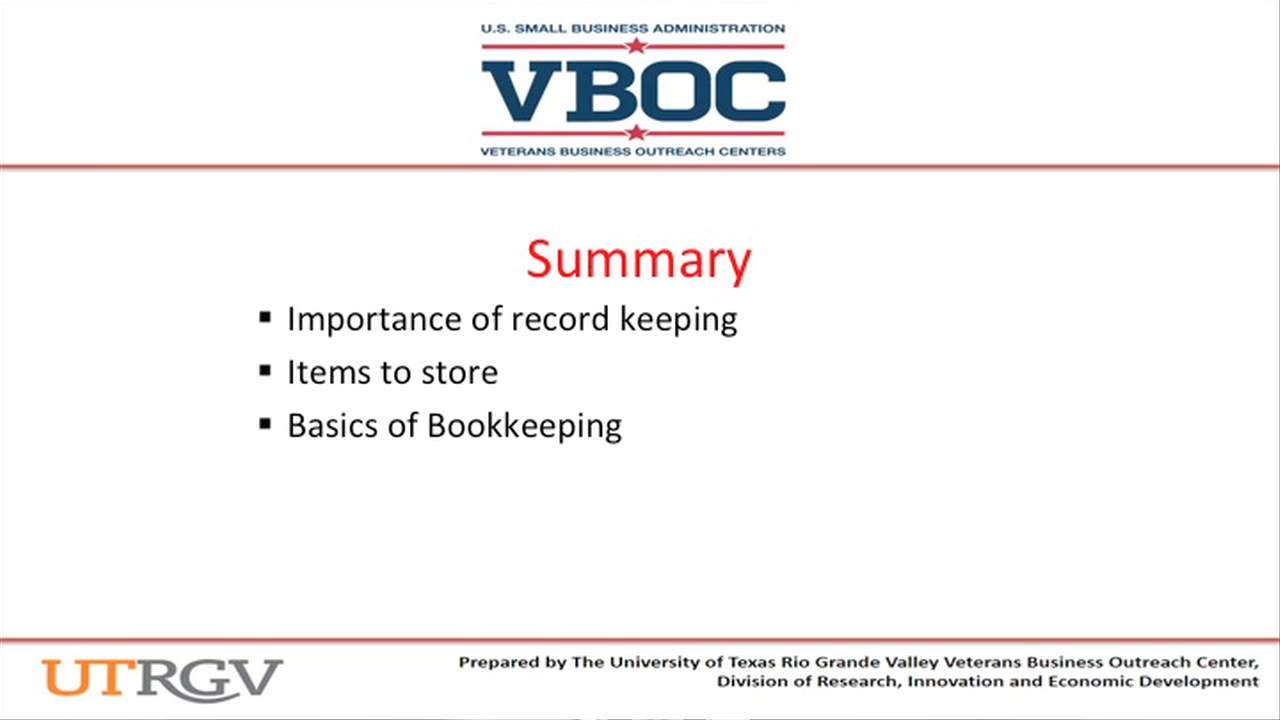 U.S. SMALL BUSINESS ADMINISTRATION
VBOC
VETERANS BUSINESS OUTREACH CENTERS
Summary
▪ Importance of record keeping
▪ Items to store
▪ Basics of Bookkeeping
UTRGV
Prepared by The University of Texas Rio Grande Valley Veterans Business Outreach Center,
Division of Research, Innovation and Economic Development